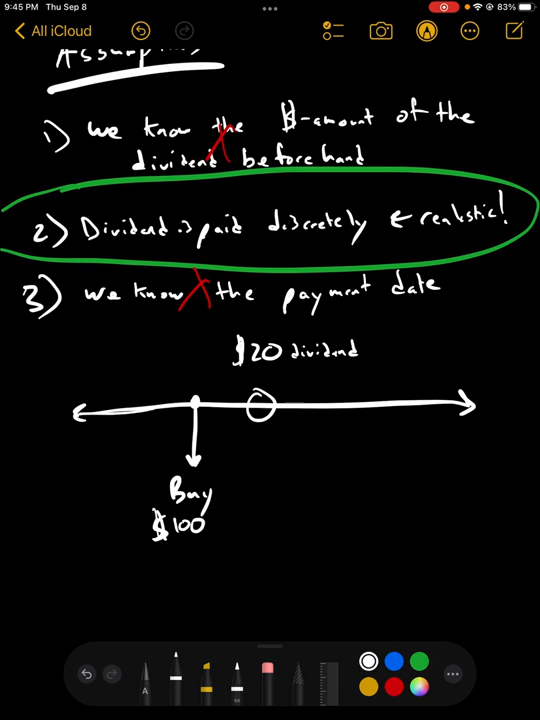 9:45 PM Thu Sep 8
83%
All iCloud
1) we know the $-amount of the
dividend beforehand
2) Dividend is paid discretely ← realistic!
3) we know the payment date
$20 dividend
Buy
$100
A